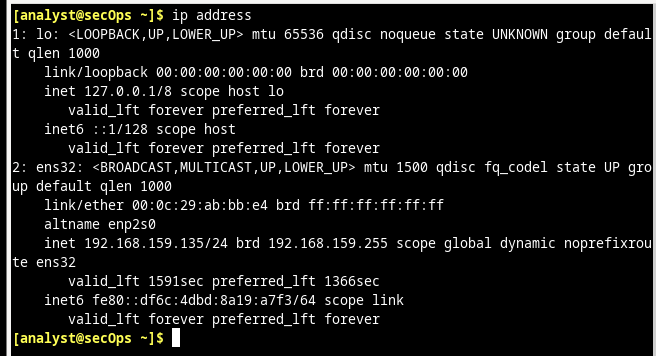 [analyst@secOps ~]$ ip address
1: lo: <LOOPBACK,UP,LOWER_UP> mtu 65536 qdisc noqueue state UNKNOWN group defaul
t qlen 1000
    link/loopback 00:00:00:00:00:00 brd 00:00:00:00:00:00
    inet 127.0.0.1/8 scope host lo
       valid_lft forever preferred_lft forever
    inet6 ::1/128 scope host
       valid_lft forever preferred_lft forever
2: ens32: <BROADCAST,MULTICAST,UP,LOWER_UP> mtu 1500 qdisc fq_codel state UP gro
up default qlen 1000
    link/ether 00:0c:29:ab:bb:e4 brd ff:ff:ff:ff:ff:ff
    altname enp2s0
    inet 192.168.159.135/24 brd 192.168.159.255 scope global dynamic noprefixrou
te ens32
       valid_lft 1591sec preferred_lft 1366sec
    inet6 fe80::df6c:4dbd:8a19:a7f3/64 scope link
       valid_lft forever preferred_lft forever
[analyst@secOps ~]$